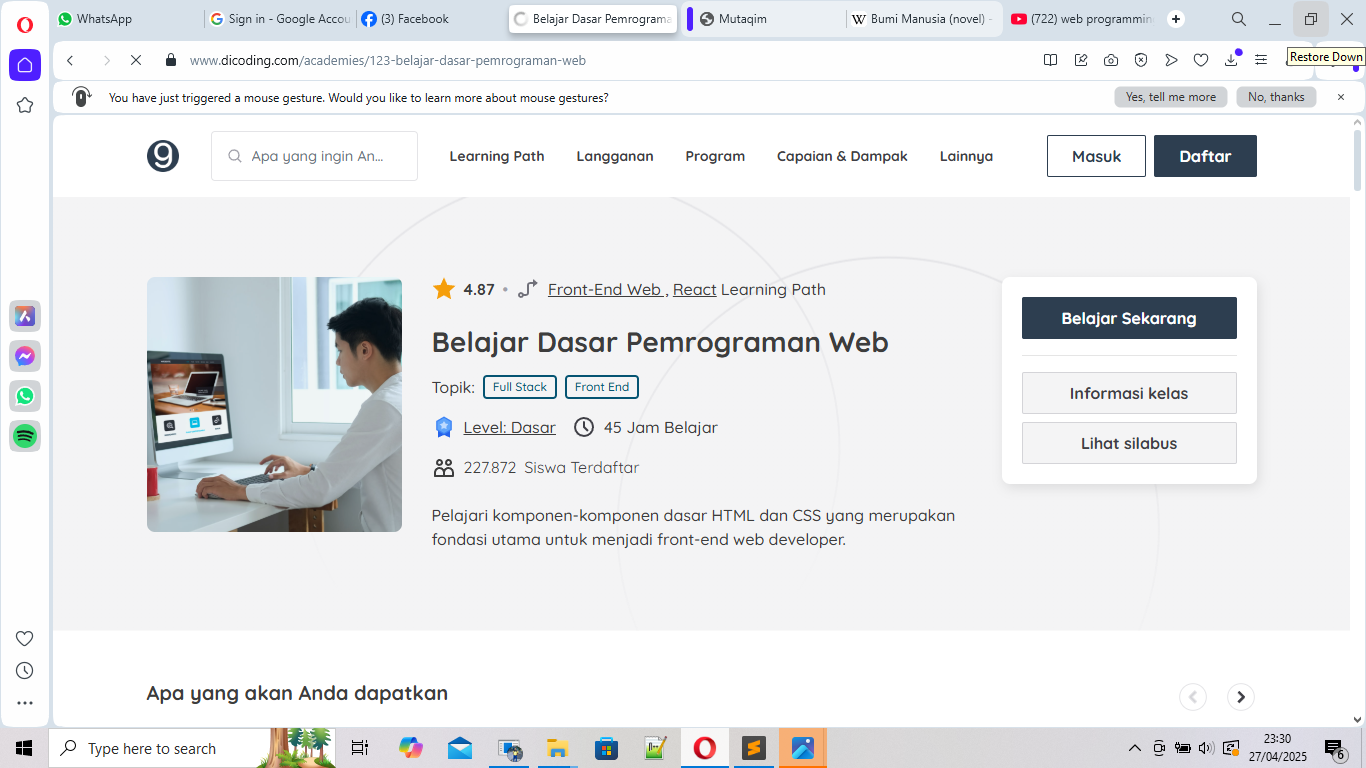 WhatsApp
Sign in - Google Accou
(3) Facebook
Belajar Dasar Pemrograma
Mutaqim
Bumi Manusia (novel) -
(722) web programmin
www.dicoding.com/academies/123-belajar-dasar-pemrograman-web
Restore Down
You have just triggered a mouse gesture. Would you like to learn more about mouse gestures?
Yes, tell me more
No, thanks
Apa yang ingin An...
Learning Path
Langganan
Program
Capaian & Dampak
Lainnya
Masuk
Daftar
4.87 • Front-End Web , React Learning Path
Belajar Dasar Pemrograman Web
Topik: Full Stack Front End
Level: Dasar 45 Jam Belajar
227.872 Siswa Terdaftar
Pelajari komponen-komponen dasar HTML dan CSS yang merupakan
fondasi utama untuk menjadi front-end web developer.
Belajar Sekarang
Informasi kelas
Lihat silabus
Apa yang akan Anda dapatkan
Type here to search
23:30
27/04/2025
6